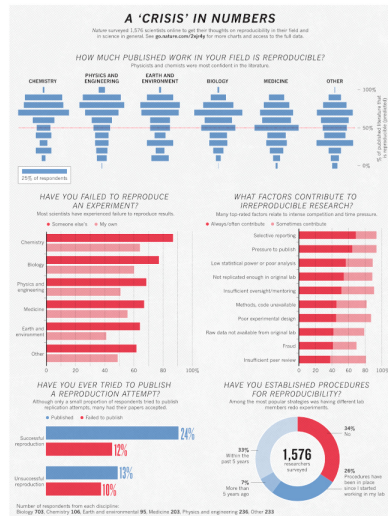 A ‘CRISIS’ IN NUMBERS
Nature surveyed 1,576 scientists online to get their thoughts on reproducibility in their field and
in science in general. See go.nature.com/2vjr4y for more charts and access to the full data.
HOW MUCH PUBLISHED WORK IN YOUR FIELD IS REPRODUCIBLE?
Physicists and chemists were most confident in the literature.
CHEMISTRY
PHYSICS AND
ENGINEERING
EARTH AND
ENVIRONMENT
BIOLOGY
MEDICINE
OTHER
100%
50%
0%
% of published literature that
is reproducible (predicted)
25% of respondents
HAVE YOU FAILED TO REPRODUCE
AN EXPERIMENT?
Most scientists have experienced failure to reproduce results.
Someone else's
My own
Chemistry
Biology
Physics and
engineering
Medicine
Earth and
environment
Other
0
20
40
60
80
100%
WHAT FACTORS CONTRIBUTE TO
IRREPRODUCIBLE RESEARCH?
Many top-rated factors relate to intense competition and time pressure.
Always/often contribute
Sometimes contribute
Selective reporting
Pressure to publish
Low statistical power or poor analysis
Not replicated enough in original lab
Insufficient oversight/mentoring
Methods, code unavailable
Poor experimental design
Raw data not available from original lab
Fraud
Insufficient peer review
0
20
40
60
80
100%
HAVE YOU EVER TRIED TO PUBLISH
A REPRODUCTION ATTEMPT?
Although only a small proportion of respondents tried to publish
replication attempts, many had their papers accepted.
Published
Failed to publish
Successful
reproduction
24%
12%
Unsuccessful
reproduction
13%
10%
HAVE YOU ESTABLISHED PROCEDURES
FOR REPRODUCIBILITY?
Among the most popular strategies was having different lab
members redo experiments.
34%
No
33%
Within the
past 5 years
1,576
researchers
surveyed
7%
More than
5 years ago
26%
Procedures have
been in place
since I started
working in my lab
Number of respondents from each discipline:
Biology 703, Chemistry 106, Earth and environmental 95, Medicine 203, Physics and engineering 236, Other 233